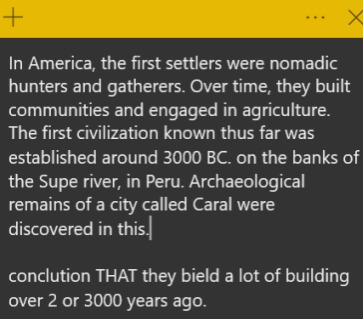 In America, the first settlers were nomadic
hunters and gatherers. Over time, they built
communities and engaged in agriculture.
The first civilization known thus far was
established around 3000 BC. on the banks of
the Supe river, in Peru. Archaeological
remains of a city called Caral were
discovered in this.
conclution THAT they bield a lot of building
over 2 or 3000 years ago.